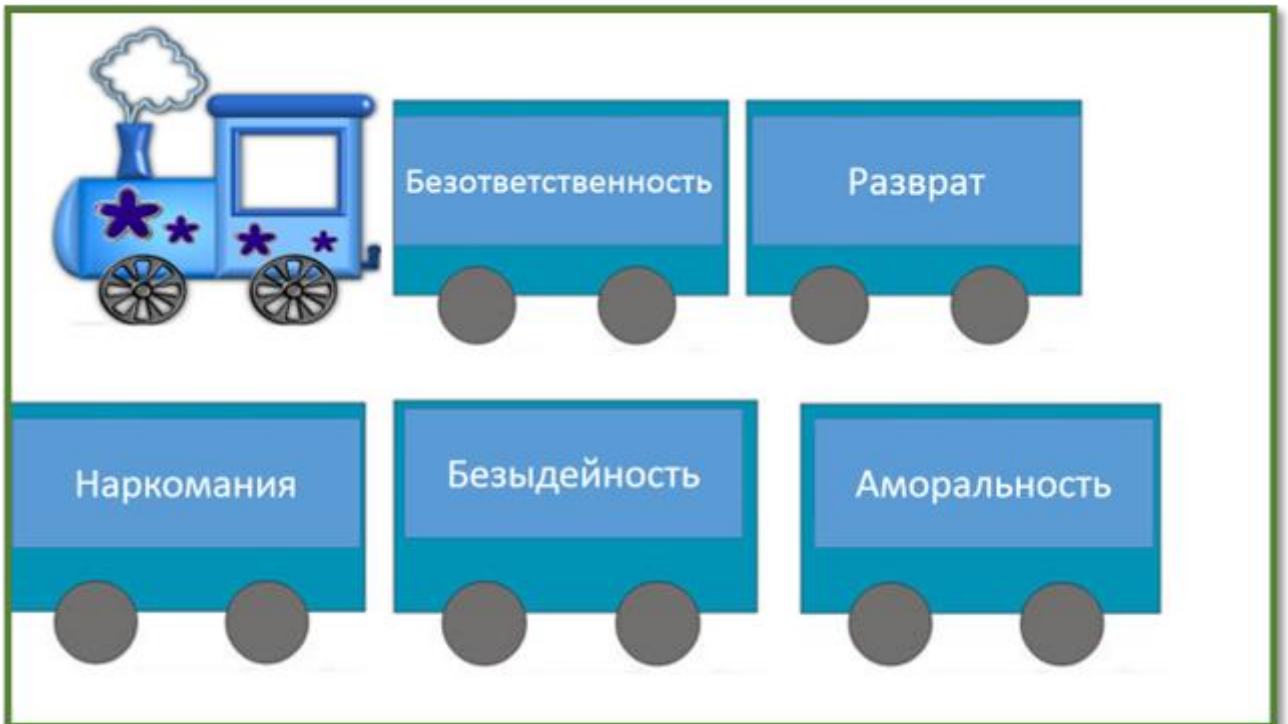 Безответственность
Разврат
Наркомания
Безыдейность
Аморальность